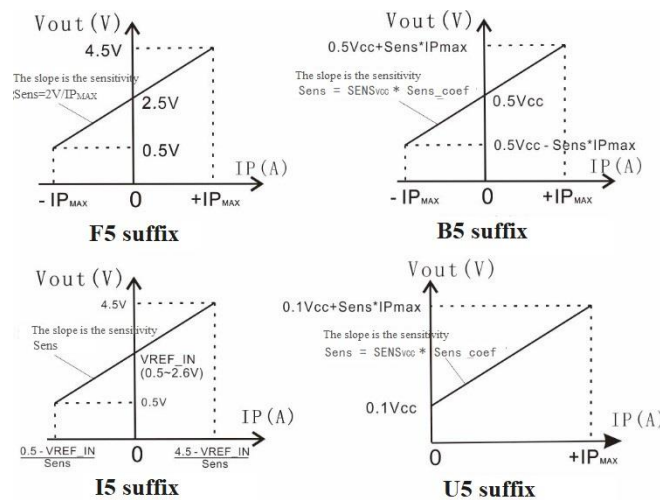 Vout(V)
4.5V
The slope is the sensitivity
Sens=2V/IPMAX
2.5V
0.5V
IP(A)
- IPMAX
0
+IPMAX
F5 suffix
Vout(V)
0.5Vcc+Sens*IPmax
The slope is the sensitivity
Sens = SENSvcc * Sens_coef
0.5Vcc
0.5Vcc - Sens*IPmax
IP(A)
- IPMAX
0
+IPMAX
B5 suffix
Vout(V)
4.5V
The slope is the sensitivity
Sens
VREF_IN
(0.5~2.6V)
0.5V
IP(A)
0.5 - VREF_IN
Sens
0
4.5 - VREF_IN
Sens
I5 suffix
Vout(V)
0.1Vcc+Sens*IPmax
The slope is the sensitivity
Sens = SENSvcc * Sens_coef
0.1Vcc
IP(A)
0
+IPMAX
U5 suffix